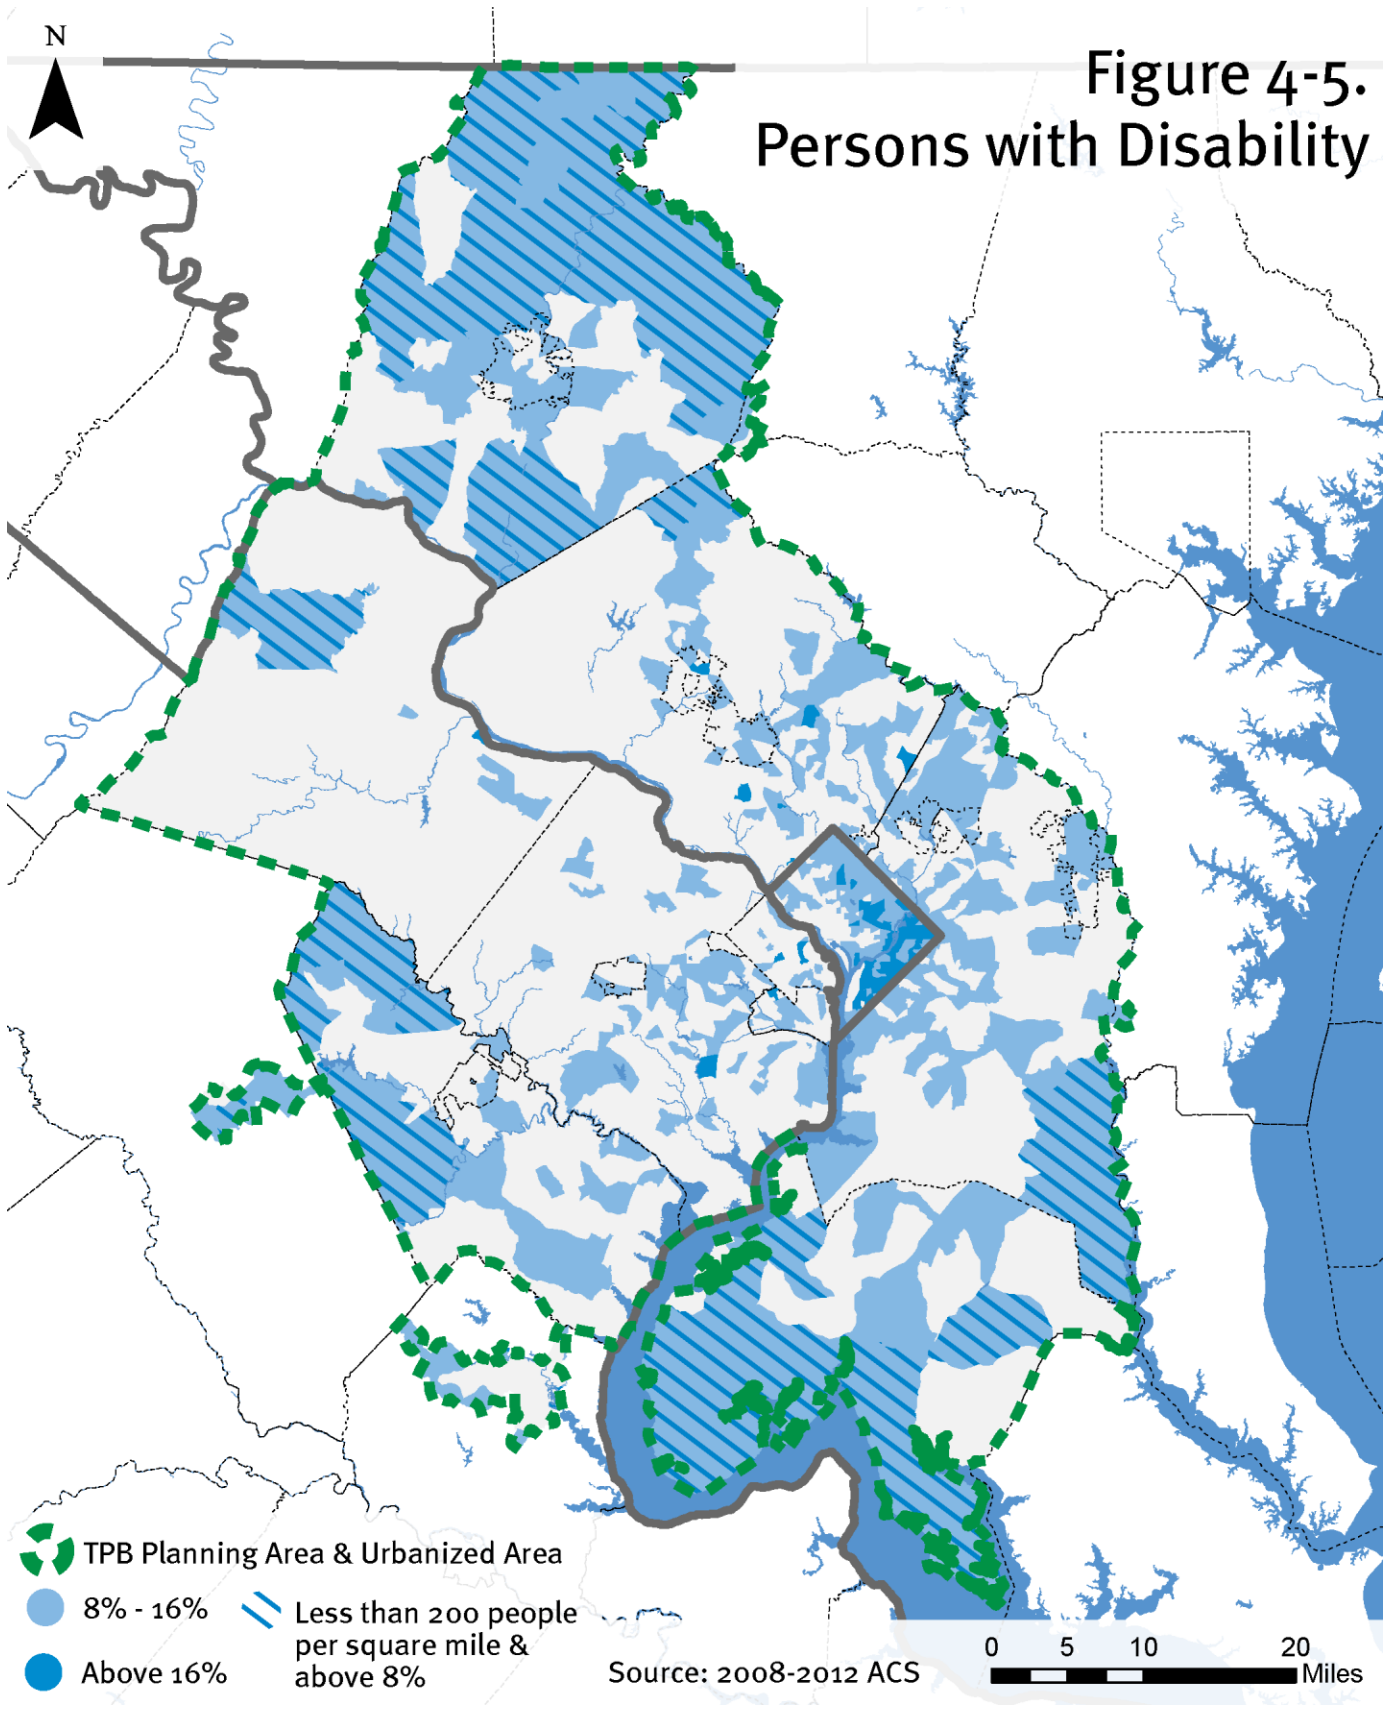 N
Figure 4-5.
Persons with Disability
TPB Planning Area & Urbanized Area
8% - 16%
Above 16%
Less than 200 people
per square mile &
above 8%
Source: 2008-2012 ACS
0 5 10 20
Miles